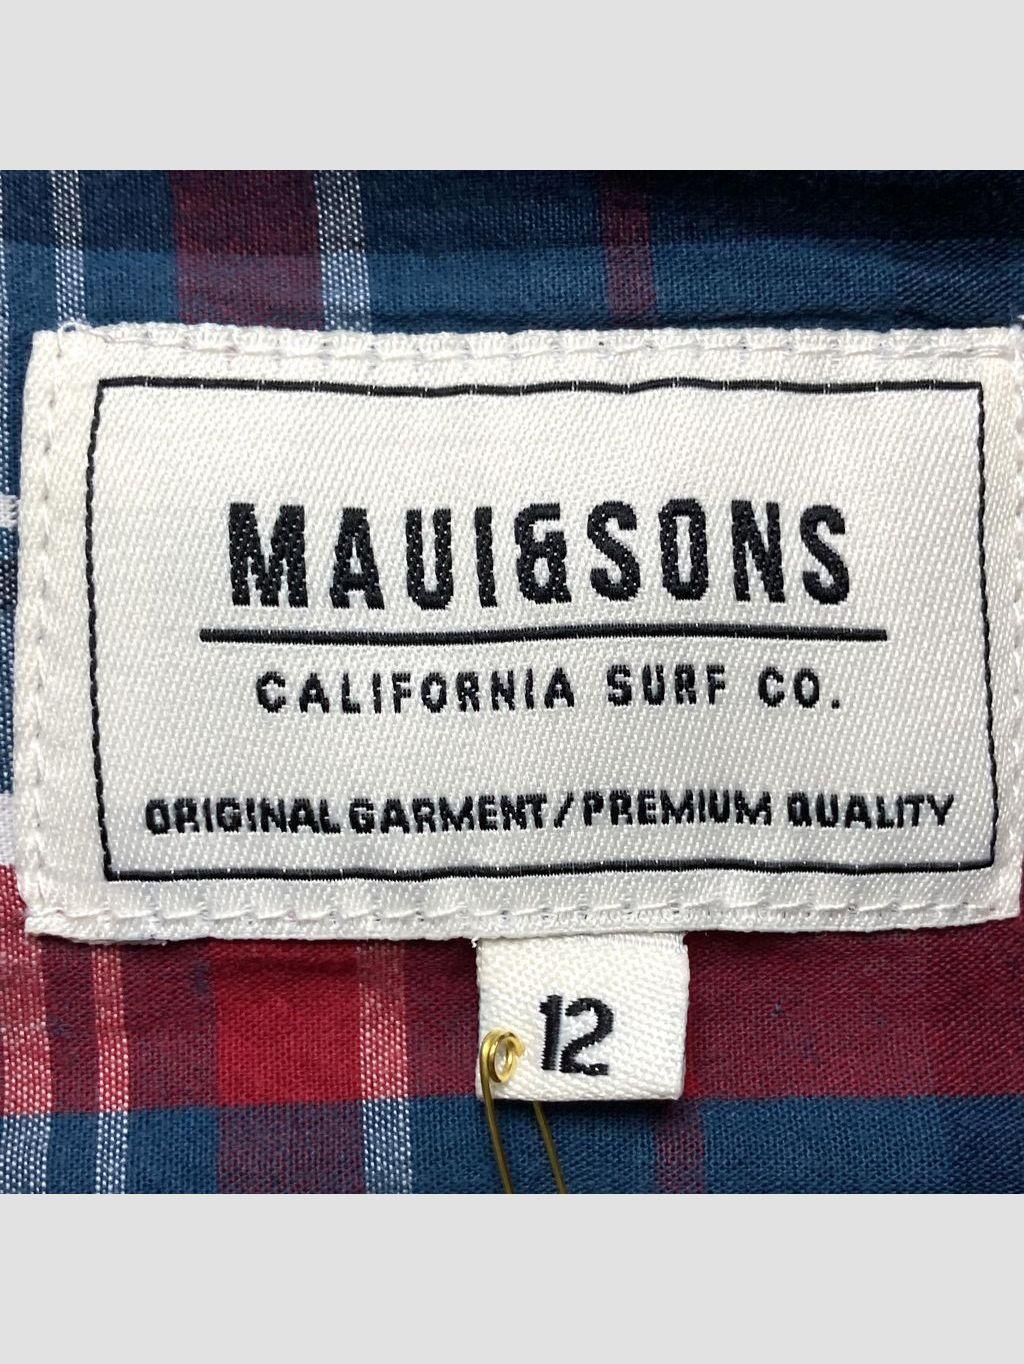 MAUI&SONS
CALIFORNIA SURF CO.
ORIGINAL GARMENT/PREMIUM QUALITY
12